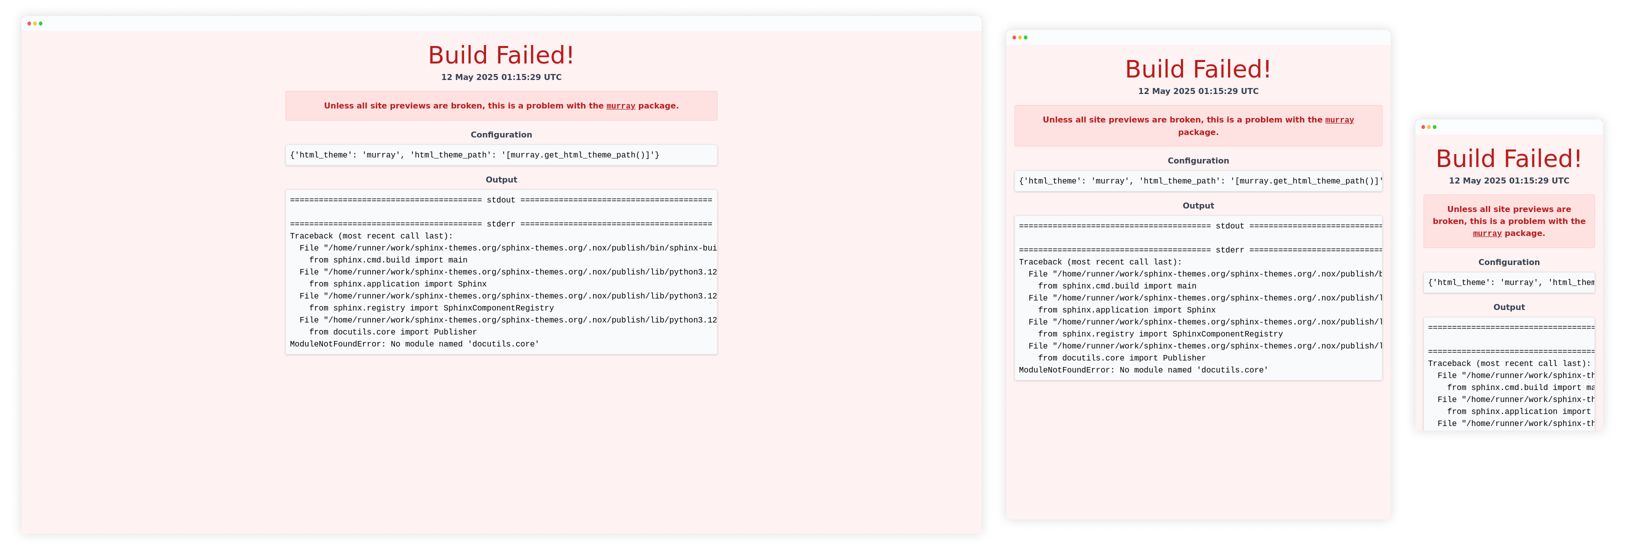 Build Failed!
12 May 2025 01:15:29 UTC
Unless all site previews are broken, this is a problem with the murray package.
Configuration
{'html_theme': 'murray', 'html_theme_path': '[murray.get_html_theme_path()]'}
Output
======================================== stdout ========================================
======================================== stderr ========================================
Traceback (most recent call last):
  File "/home/runner/work/sphinx-themes.org/sphinx-themes.org/.nox/publish/bin/sphinx-bui
    from sphinx.cmd.build import main
  File "/home/runner/work/sphinx-themes.org/sphinx-themes.org/.nox/publish/lib/python3.12
    from sphinx.application import Sphinx
  File "/home/runner/work/sphinx-themes.org/sphinx-themes.org/.nox/publish/lib/python3.12
    from sphinx.registry import SphinxComponentRegistry
  File "/home/runner/work/sphinx-themes.org/sphinx-themes.org/.nox/publish/lib/python3.12
    from docutils.core import Publisher
ModuleNotFoundError: No module named 'docutils.core'
Build Failed!
12 May 2025 01:15:29 UTC
Unless all site previews are broken, this is a problem with the murray
package.
Configuration
{'html_theme': 'murray', 'html_theme_path': '[murray.get_html_theme_path()]'
Output
======================================== stdout ==================================
======================================== stderr ==================================
Traceback (most recent call last):
  File "/home/runner/work/sphinx-themes.org/sphinx-themes.org/.nox/publish/b
    from sphinx.cmd.build import main
  File "/home/runner/work/sphinx-themes.org/sphinx-themes.org/.nox/publish/l
    from sphinx.application import Sphinx
  File "/home/runner/work/sphinx-themes.org/sphinx-themes.org/.nox/publish/l
    from sphinx.registry import SphinxComponentRegistry
  File "/home/runner/work/sphinx-themes.org/sphinx-themes.org/.nox/publish/l
    from docutils.core import Publisher
ModuleNotFoundError: No module named 'docutils.core'
Build Failed!
12 May 2025 01:15:29 UTC
Unless all site previews are
broken, this is a problem with the
murray package.
Configuration
{'html_theme': 'murray', 'html_them
Output
===================================
===================================
Traceback (most recent call last):
  File "/home/runner/work/sphinx-th
    from sphinx.cmd.build import ma
  File "/home/runner/work/sphinx-th
    from sphinx.application import
  File "/home/runner/work/sphinx-th